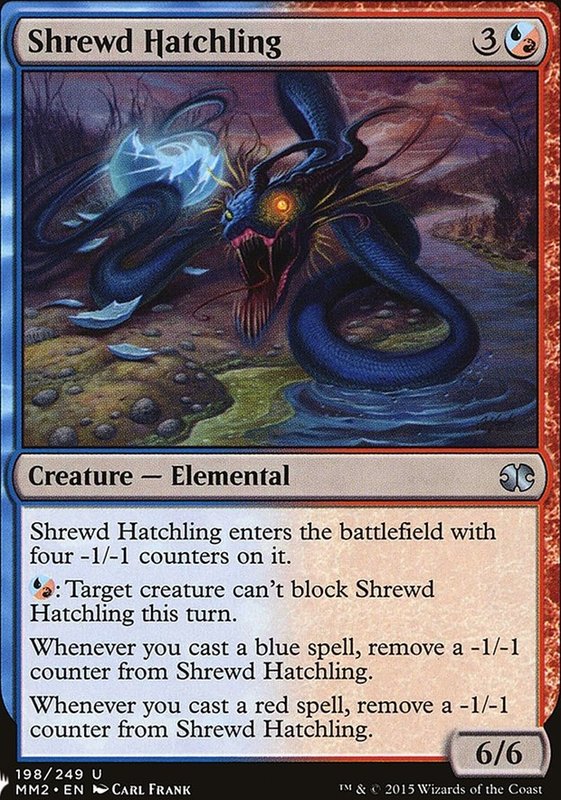 Shrewd Hatchling 3
Creature — Elemental
Shrewd Hatchling enters the battlefield with
four -1/-1 counters on it.
: Target creature can't block Shrewd
Hatchling this turn.
Whenever you cast a blue spell, remove a -1/-1
counter from Shrewd Hatchling.
Whenever you cast a red spell, remove a -1/-1
counter from Shrewd Hatchling.
6/6
198/249 U
MM2 • EN Carl Frank
™ & © 2015 Wizards of the Coast